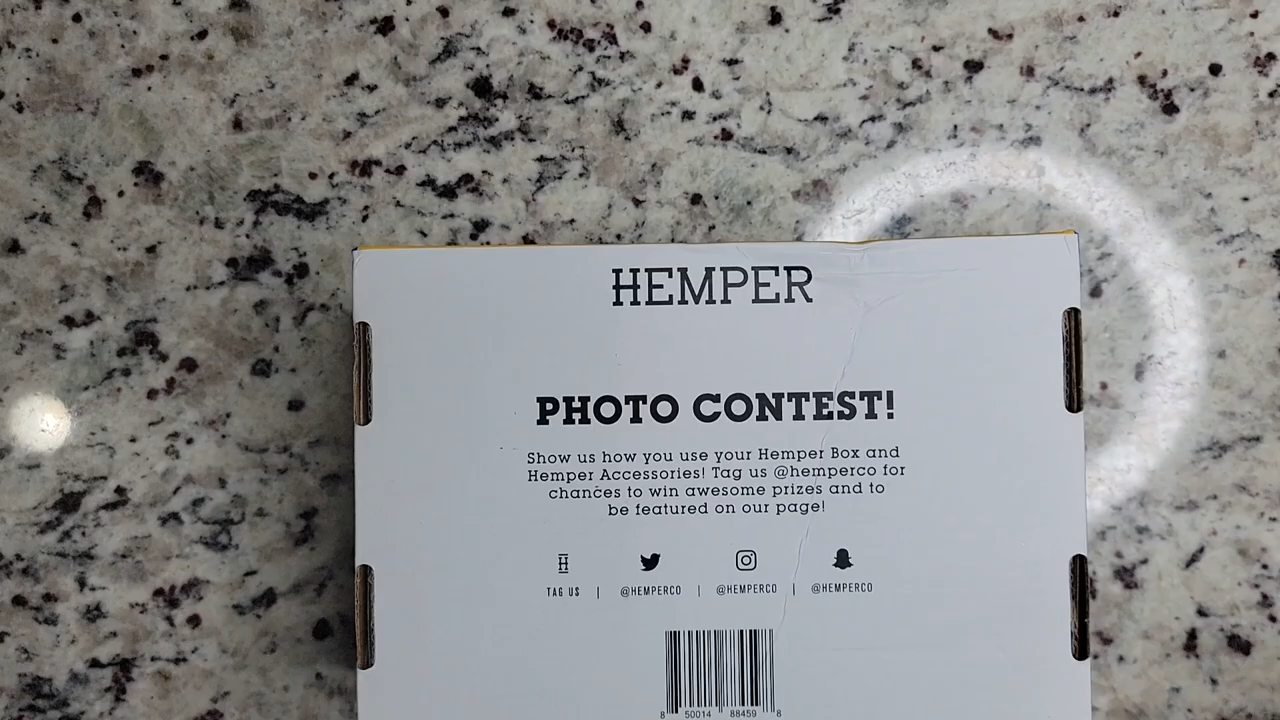 HEMPER
PHOTO CONTEST!
Show us how you use your Hemper Box and
Hemper Accessories! Tag us @hemperco for
chances to win awesome prizes and to
be featured on our page!
H
TAG US | @HEMPERCO | @HEMPERCO | @HEMPERCO
8 50014 88459 8